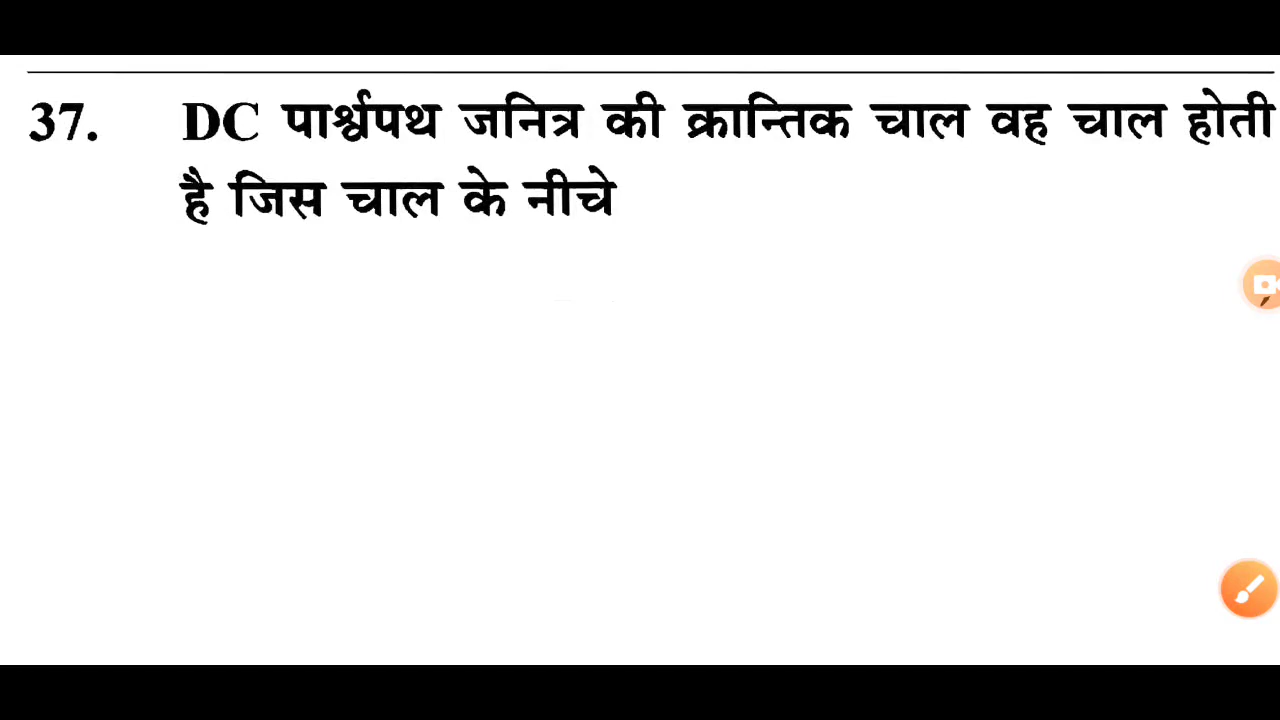 37. DC पार्श्वपथ जनित्र की क्रान्तिक चाल वह चाल होती
है जिस चाल के नीचे